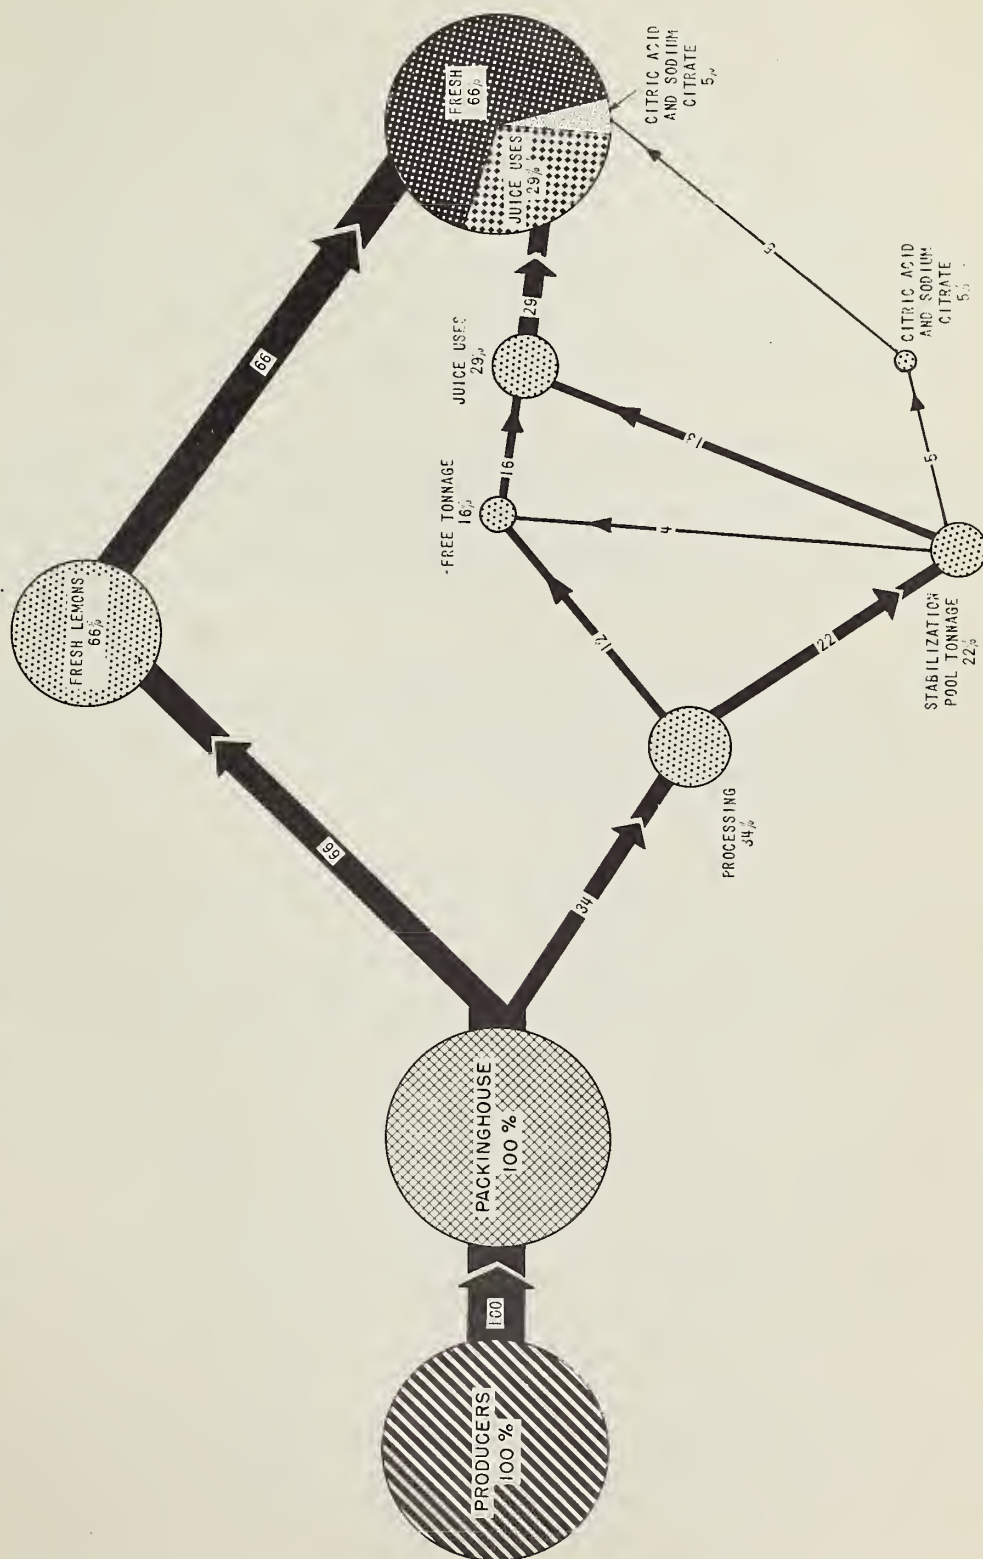 PRODUCERS
100 %
100
PACKINGHOUSE
100 %
66
FRESH LEMONS
66%
66
34
PROCESSING
34%
12
22
-FREE TONNAGE
16%
STABILIZATION
POOL TONNAGE
22%
4
16
13
5
JUICE USES
29%
CITRIC ACID
AND SODIUM
CITRATE
5%
29
5
FRESH
66%
JUICE USES
29%
CITRIC ACID
AND SODIUM
CITRATE
5%